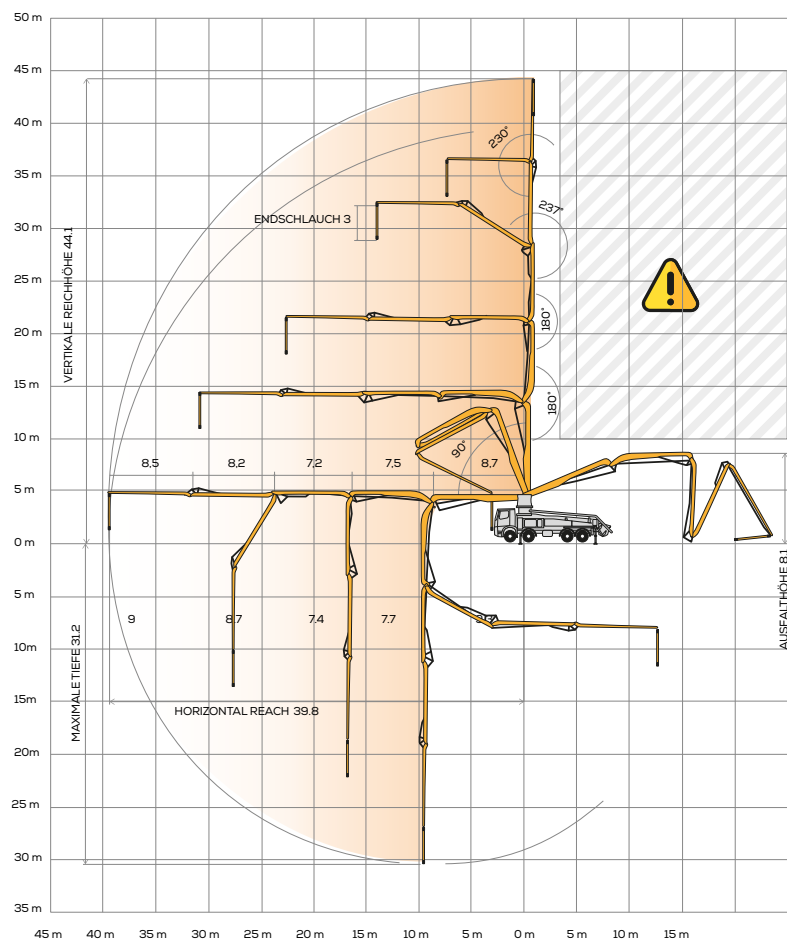 50 m
45 m
40 m
230°
35 m
237°
ENDSCHLAUCH 3
30 m
VERTIKALE REICHHÖHE 44.1
25 m
180°
20 m
15 m
180°
10 m
90°
8,5
8,2
7,2
7,5
8,7
5 m
0 m
AUSFALTHÖHE 8.1
5 m
9
8.7
7.4
7.7
10m
MAXIMALE TIEFE 31.2
15m
HORIZONTAL REACH 39.8
20m
25 m
30 m
35 m
45 m 40 m 35 m 30 m 25 m 20 m 15 m 10 m 5 m 0 m 5 m 10 m 15 m